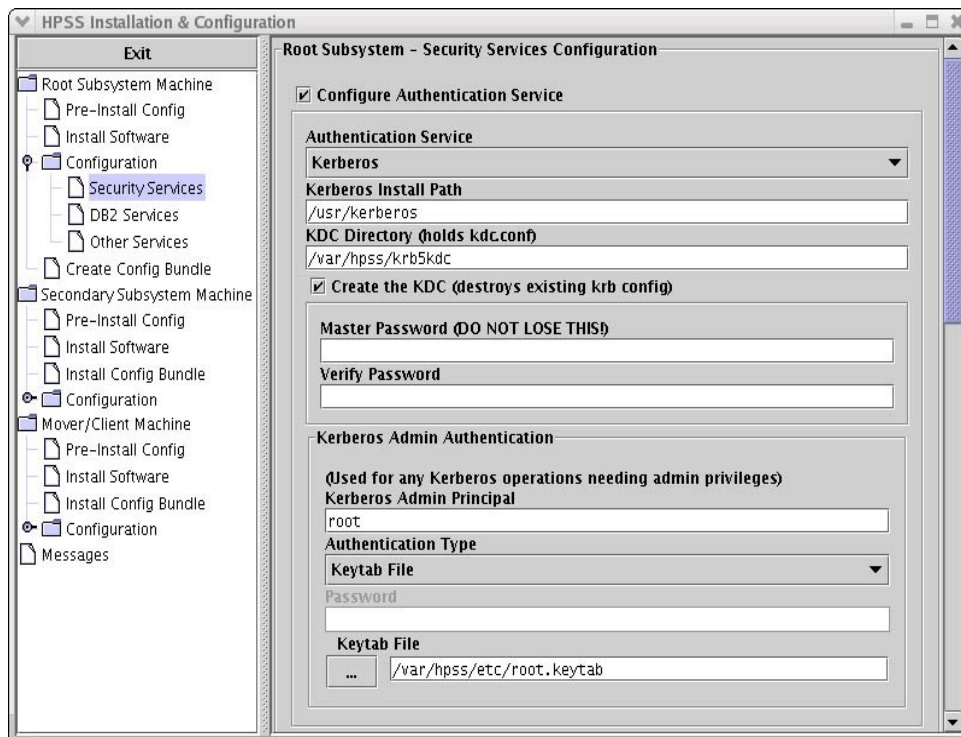 HPSS Installation & Configuration
Exit
Root Subsystem Machine
Pre-Install Config
Install Software
Configuration
Security Services
DB2 Services
Other Services
Create Config Bundle
Secondary Subsystem Machine
Pre-Install Config
Install Software
Install Config Bundle
Configuration
Mover/Client Machine
Pre-Install Config
Install Software
Install Config Bundle
Configuration
Messages
Root Subsystem - Security Services Configuration
Configure Authentication Service
Authentication Service
Kerberos
Kerberos Install Path
/usr/kerberos
KDC Directory (holds kdc.conf)
/var/hpss/krb5kdc
Create the KDC (destroys existing krb config)
Master Password (DO NOT LOSE THIS!)
Verify Password
Kerberos Admin Authentication
(Used for any Kerberos operations needing admin privileges)
Kerberos Admin Principal
root
Authentication Type
Keytab File
Password
Keytab File
... /var/hpss/etc/root.keytab